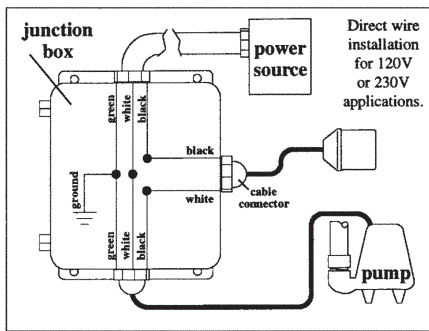 junction
box
power
source
Direct wire
installation
for 120V
or 230V
applications.
green
white
black
black
white
cable
connector
ground
green
white
black
pump